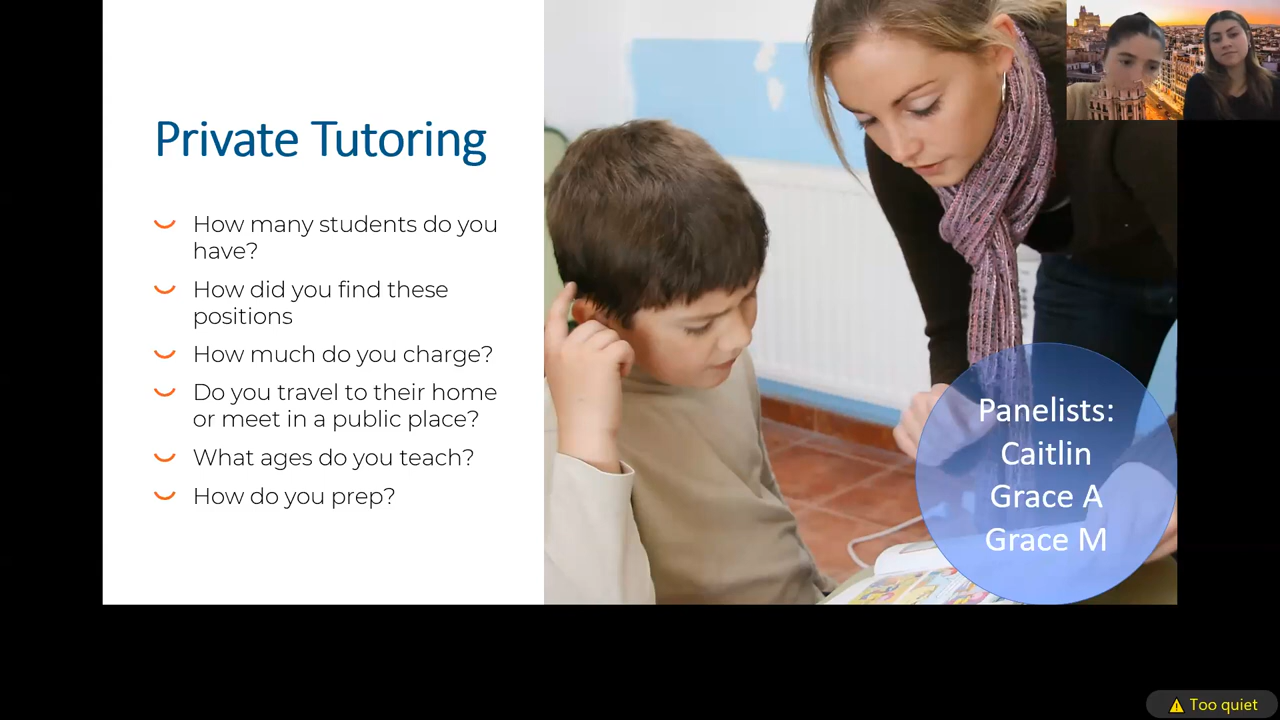 Private Tutoring
How many students do you
have?
How did you find these
positions
How much do you charge?
Do you travel to their home
or meet in a public place?
What ages do you teach?
How do you prep?
Panelists:
Caitlin
Grace A
Grace M
Too quiet